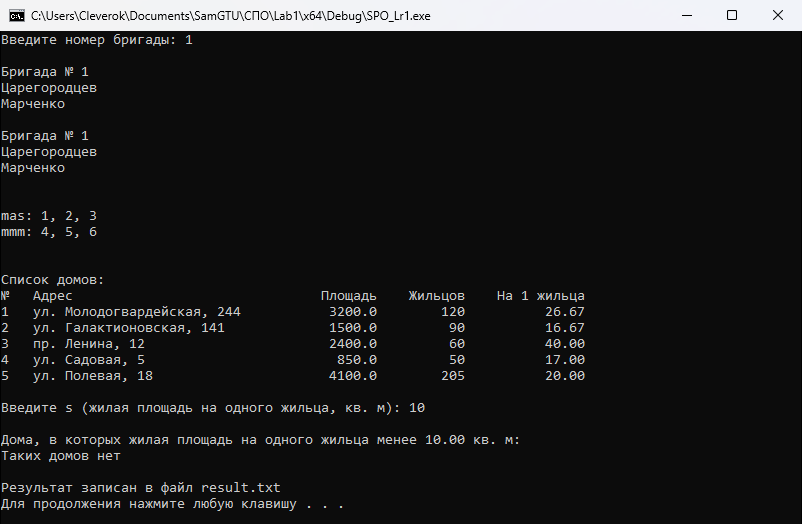 C:\Users\Cleverok\Documents\SamGTU\СПО\Lab1\x64\Debug\SPO_Lr1.exe
Введите номер бригады: 1
Бригада № 1
Царегородцев
Марченко
Бригада № 1
Царегородцев
Марченко
mas: 1, 2, 3
mmm: 4, 5, 6
Список домов:
№ Адрес Площадь Жильцов На 1 жильца
1 ул. Молодогвардейская, 244 3200.0 120 26.67
2 ул. Галактионовская, 141 1500.0 90 16.67
3 пр. Ленина, 12 2400.0 60 40.00
4 ул. Садовая, 5 850.0 50 17.00
5 ул. Полевая, 18 4100.0 205 20.00
Введите s (жилая площадь на одного жильца, кв. м): 10
Дома, в которых жилая площадь на одного жильца менее 10.00 кв. м:
Таких домов нет
Результат записан в файл result.txt
Для продолжения нажмите любую клавишу . . .